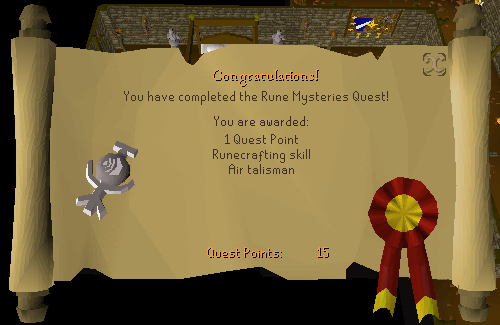 Congratulations!
You have completed the Rune Mysteries Quest!
You are awarded:
1 Quest Point
Runecrafting skill
Air talisman
Quest Points: 15